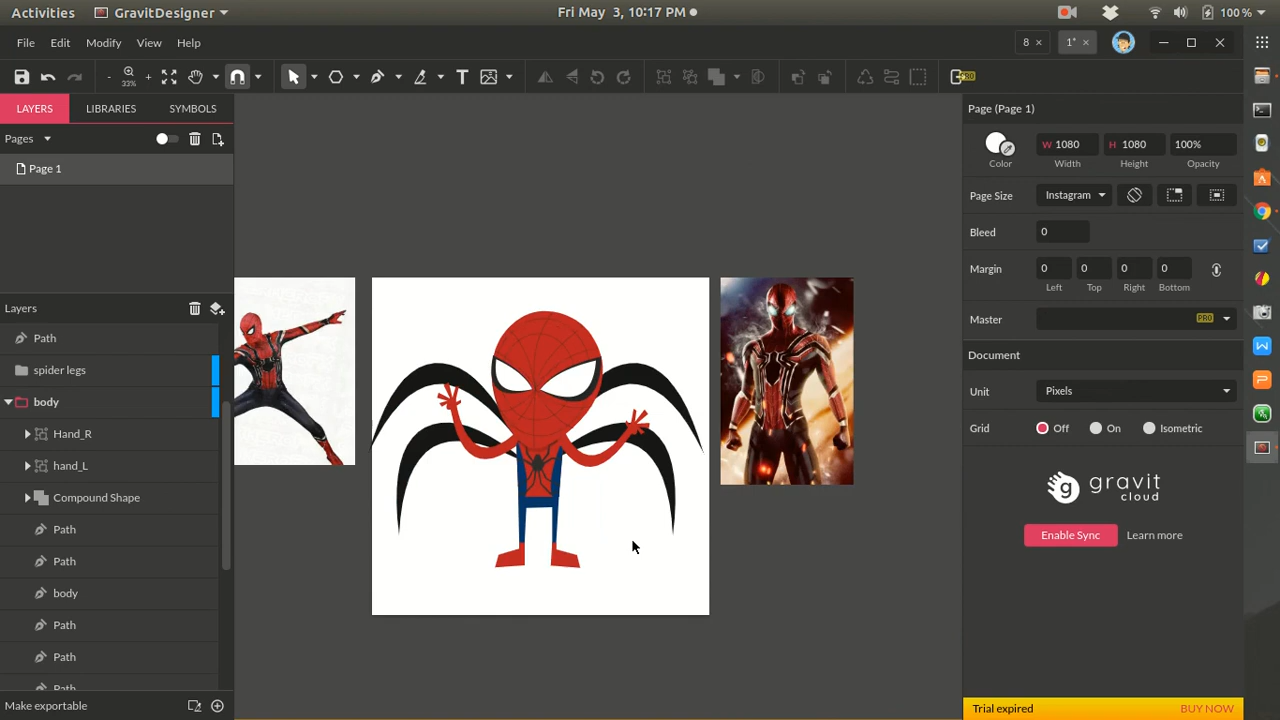 Activities GravitDesigner Fri May 3, 10:17 PM 100 %
File Edit Modify View Help 8 × 1* ×
- 33% + T PRO
LAYERS LIBRARIES SYMBOLS Page (Page 1)
Pages
Page 1
Color W 1080 Width H 1080 Height 100% Opacity
Page Size Instagram
Bleed 0
Margin 0 0 0 0
Left Top Right Bottom
Layers
Master PRO
Path
spider legs
body
Hand_R
hand_L
Compound Shape
Path
Path
body
Path
Path
Path
Document
Unit Pixels
Grid Off On Isometric
g gravit cloud
Enable Sync Learn more
Make exportable
Trial expired BUY NOW